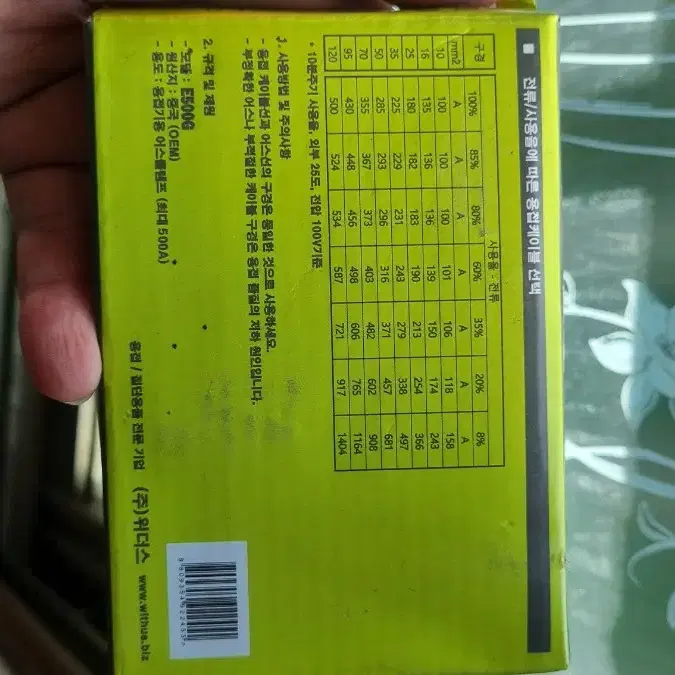 ■ 전류/사용율에 따른 용접케이블 선택
구경 사용율 - 전류
100% 85% 80% 60% 35% 20% 8%
mm2 A A A A A A A
10 100 100 100 101 106 118 158
16 135 136 136 139 150 174 243
25 180 182 183 190 213 254 366
35 225 229 231 243 279 338 497
50 285 293 296 316 371 457 681
70 355 367 373 403 482 602 908
95 430 448 456 498 606 765 1164
120 500 524 534 587 721 917 1404
* 10분주기 사용율, 외부 25도, 전압 100V기준
사용방법 및 주의사항
- 용접 케이블선과 어스선의 구경은 동일한 것으로 사용하세요.
- 부정확한 어스나 부적절한 케이블 구경은 용접 품질의 저하 원인입니다.
2. 규격 및 제원
- 모델 : E500G
- 원산지 : 중국 (OEM)
- 용도 : 용접기용 어스클램프 (최대 500A)
용접 / 절단용품 전문 기업 (주)위더스 www.withus.biz